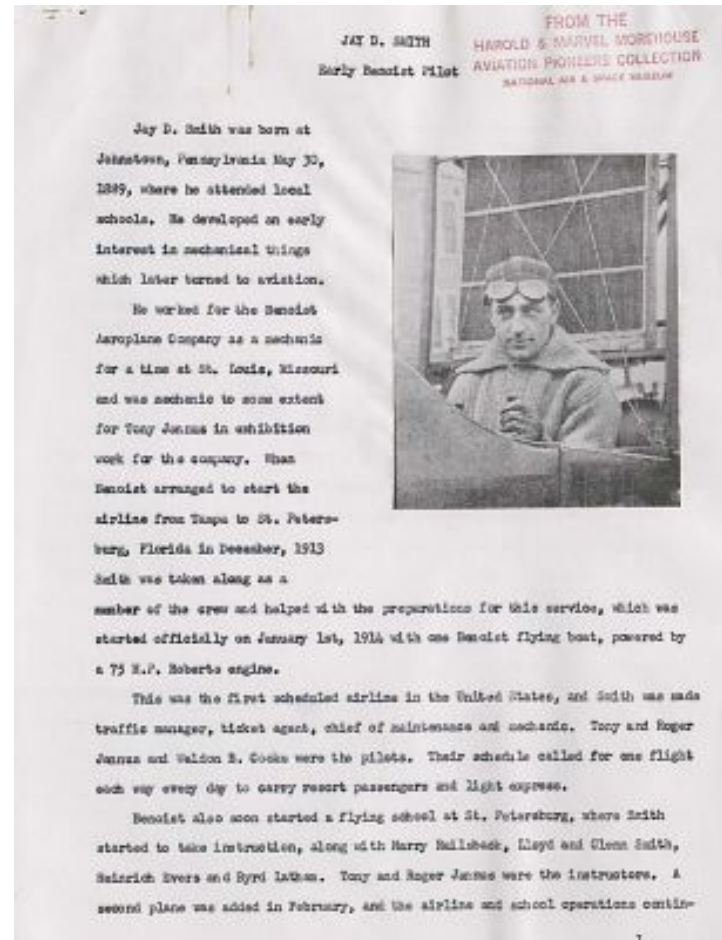 JAY D. SMITH
Early Benoist Pilot
FROM THE
HAROLD & MARVEL MOREHOUSE
AVIATION PIONEERS COLLECTION
NATIONAL AIR & SPACE MUSEUM
Jay D. Smith was born at
Johnstown, Pennsylvania May 30,
1889, where he attended local
schools. He developed an early
interest in mechanical things
which later turned to aviation.
He worked for the Benoist
Aeroplane Company as a mechanic
for a time at St. Louis, Missouri
and was mechanic to some extent
for Tony Jannus in exhibition
work for the company. When
Benoist arranged to start the
airline from Tampa to St. Peters-
burg, Florida in December, 1913
Smith was taken along as a
member of the crew and helped with the preparations for this service, which was
started officially on January 1st, 1914 with one Benoist flying boat, powered by
a 75 H.P. Roberts engine.
This was the first scheduled airline in the United States, and Smith was made
traffic manager, ticket agent, chief of maintenance and mechanic. Tony and Roger
Jannus and Weldon B. Cooke were the pilots. Their schedule called for one flight
each way every day to carry resort passengers and light express.
Benoist also soon started a flying school at St. Petersburg, where Smith
started to take instruction, along with Harry Railsback, Lloyd and Glenn Smith,
Heinrich Evers and Byrd Latham. Tony and Roger Jannus were the instructors. A
second plane was added in February, and the airline and school operations contin-